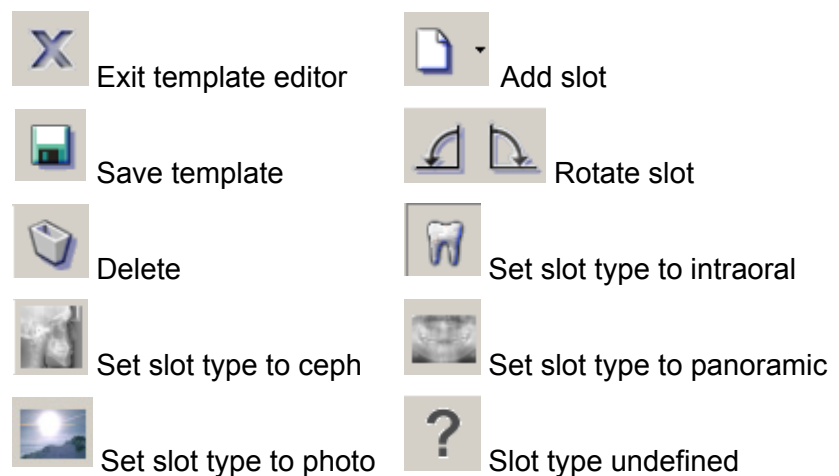 Exit template editor
Add slot
Save template
Rotate slot
Delete
Set slot type to intraoral
Set slot type to ceph
Set slot type to panoramic
Set slot type to photo
Slot type undefined